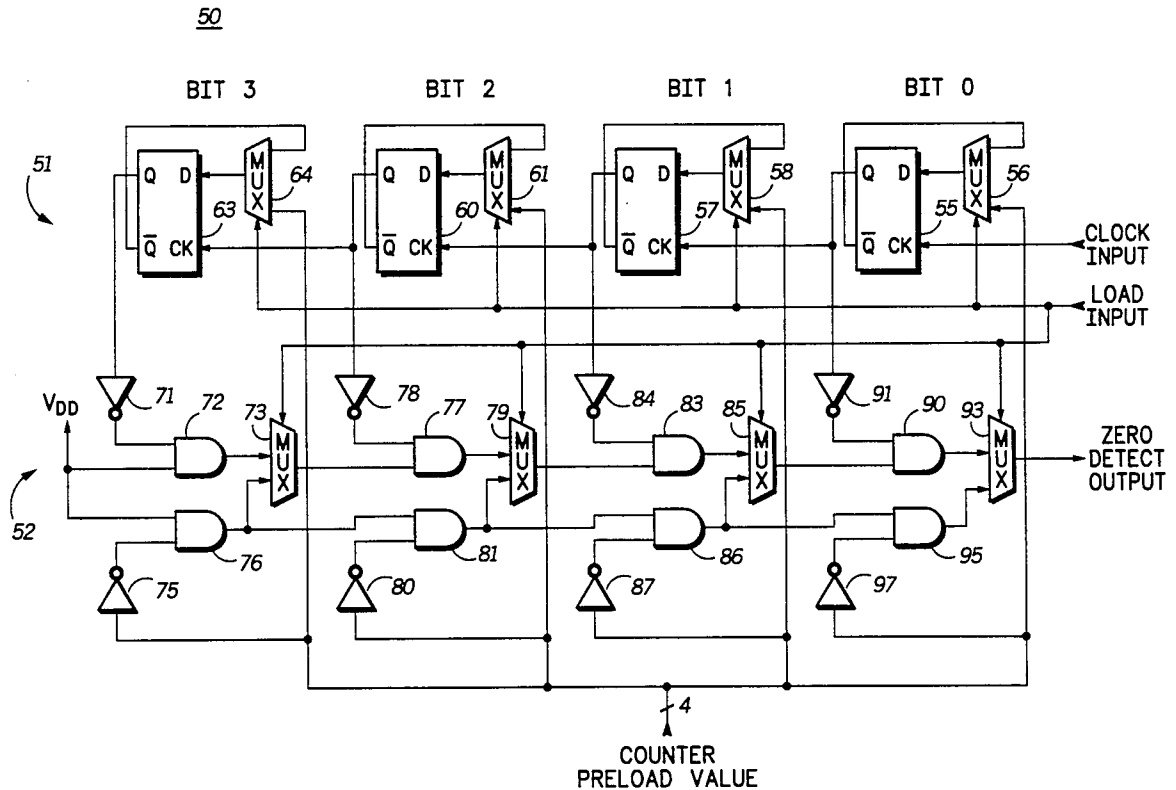 50
BIT 3 BIT 2 BIT 1 BIT 0
51
MUX 64 MUX 61 MUX 58 MUX 56
Q D Q D Q D Q D
63 60 57 55
Q̅ CK Q̅ CK Q̅ CK Q̅ CK
CLOCK
INPUT
LOAD
INPUT
71 78 84 91
VDD
72 73 77 79 83 85 90 93
MUX MUX MUX MUX
ZERO
DETECT
OUTPUT
52
76 81 86 95
75 80 87 97
4
COUNTER
PRELOAD VALUE